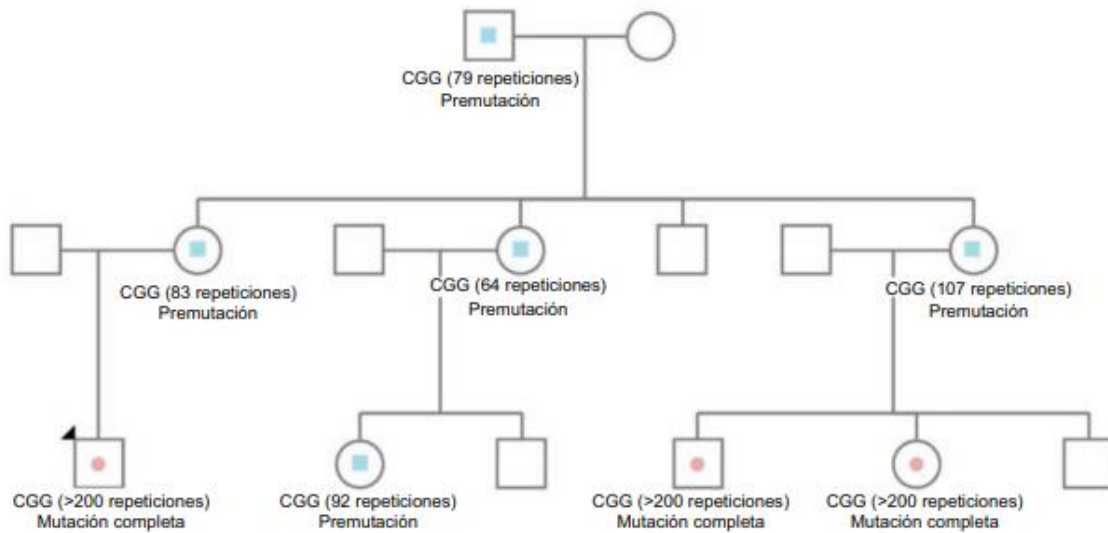 CGG (79 repeticiones)
Premutación
CGG (83 repeticiones)
Premutación
CGG (64 repeticiones)
Premutación
CGG (107 repeticiones)
Premutación
CGG (>200 repeticiones)
Mutación completa
CGG (92 repeticiones)
Premutación
CGG (>200 repeticiones)
Mutación completa
CGG (>200 repeticiones)
Mutación completa